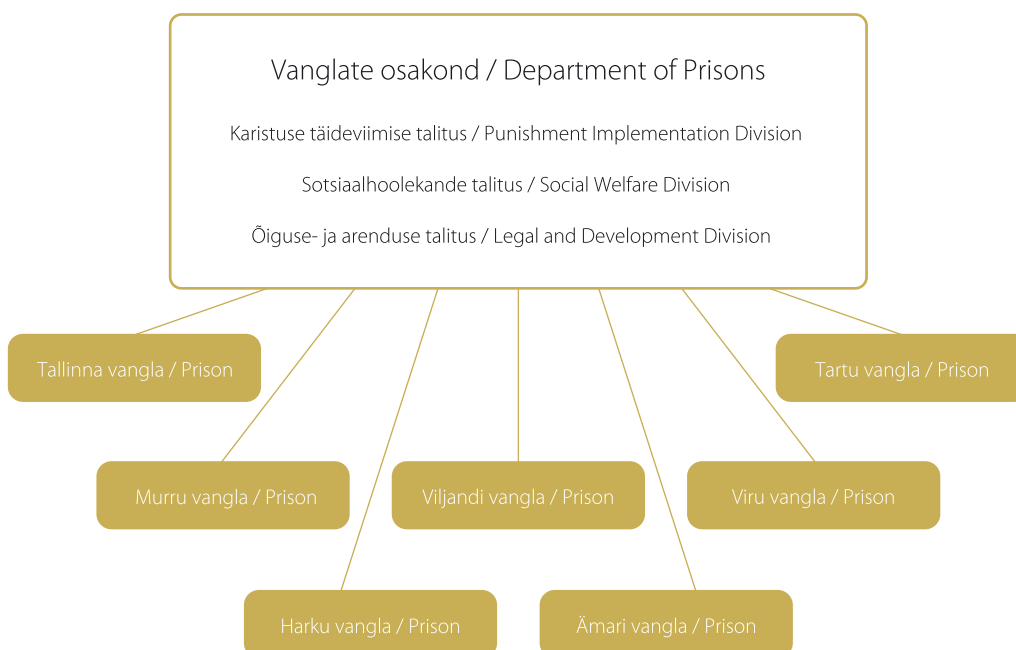 Vanglate osakond / Department of Prisons
Karistuse täideviimise talitus / Punishment Implementation Division
Sotsiaalhoolekande talitus / Social Welfare Division
Õiguse- ja arenduse talitus / Legal and Development Division
Tallinna vangla / Prison
Tartu vangla / Prison
Murru vangla / Prison
Viljandi vangla / Prison
Viru vangla / Prison
Harku vangla / Prison
Ämari vangla / Prison